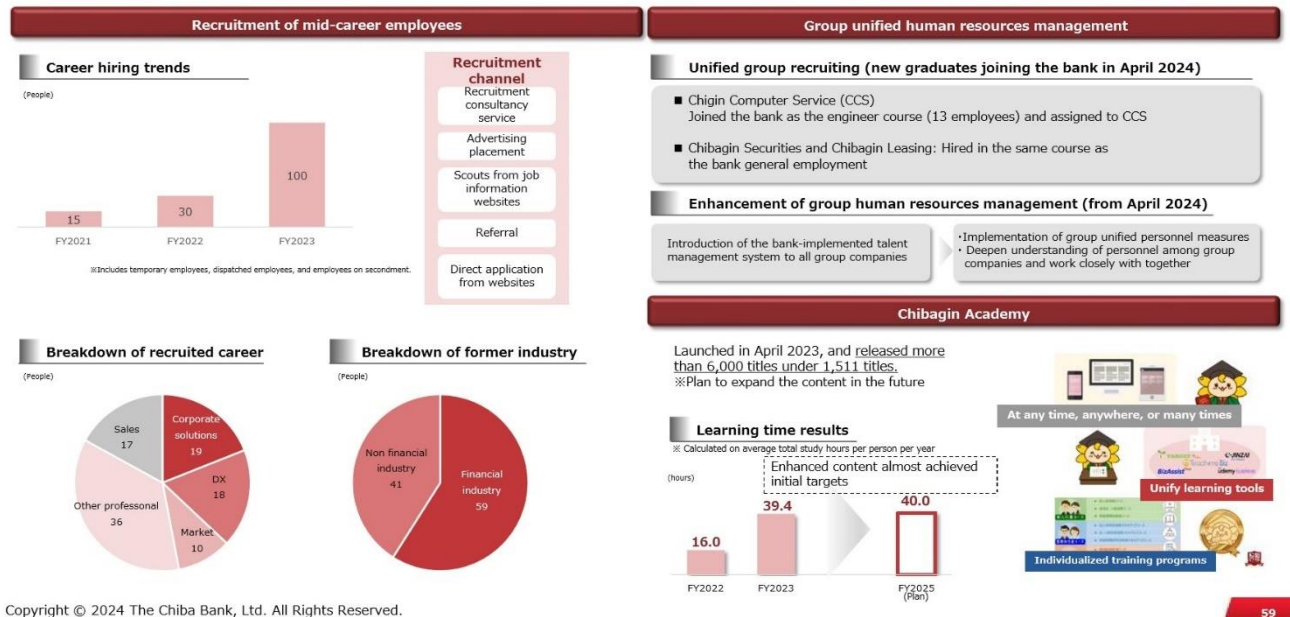 Recruitment of mid-career employees
Career hiring trends
(People)
15
30
100
FY2021
FY2022
FY2023
※Includes temporary employees, dispatched employees, and employees on secondment.
Recruitment
channel
Recruitment
consultancy
service
Advertising
placement
Scouts from job
information
websites
Referral
Direct application
from websites
Breakdown of recruited career
(People)
Corporate
solutions
19
DX
18
Market
10
Other professonal
36
Sales
17
Breakdown of former industry
(People)
Financial
industry
59
Non financial
industry
41
Group unified human resources management
Unified group recruiting (new graduates joining the bank in April 2024)
■ Chigin Computer Service (CCS)
Joined the bank as the engineer course (13 employees) and assigned to CCS
■ Chibagin Securities and Chibagin Leasing: Hired in the same course as
the bank general employment
Enhancement of group human resources management (from April 2024)
Introduction of the bank-implemented talent
management system to all group companies
・Implementation of group unified personnel measures
・Deepen understanding of personnel among group
companies and work closely with together
Chibagin Academy
Launched in April 2023, and released more
than 6,000 titles under 1,511 titles.
※Plan to expand the content in the future
Learning time results
※ Calculated on average total study hours per person per year
(hours)
Enhanced content almost achieved
initial targets
16.0
39.4
40.0
FY2022
FY2023
FY2025
(Plan)
At any time, anywhere, or many times
BizAssist
Unify learning tools
Individualized training programs
Copyright © 2024 The Chiba Bank, Ltd. All Rights Reserved.
59